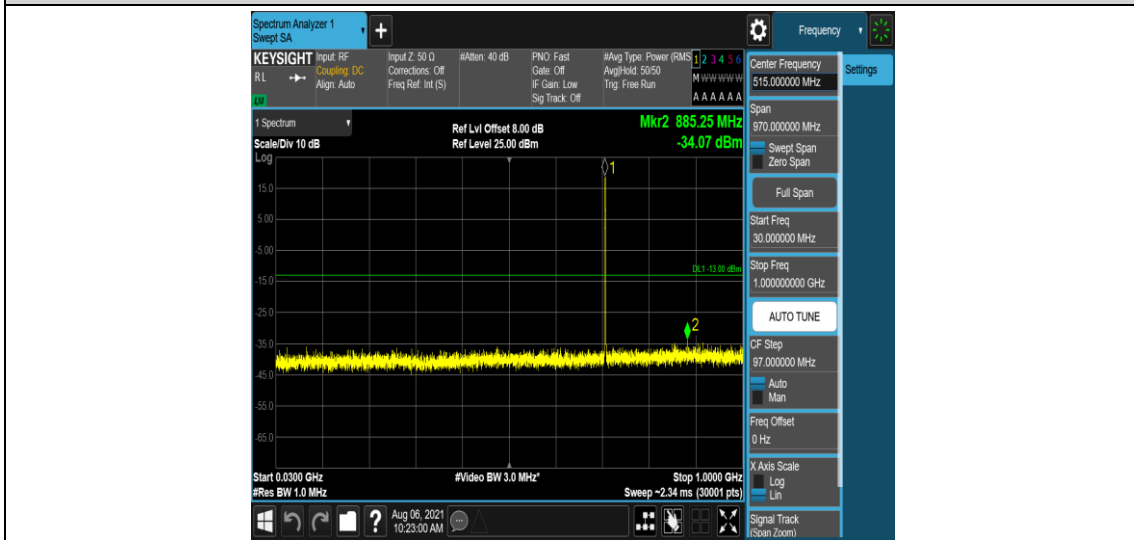 Spectrum Analyzer 1
Swept SA
Frequency
KEYSIGHT
RL
LXI
Input: RF
Coupling: DC
Align: Auto
Input Z: 50 Ω
Corrections: Off
Freq Ref: Int (S)
#Atten: 40 dB
PNO: Fast
Gate: Off
IF Gain: Low
Sig Track: Off
#Avg Type: Power (RMS
Avg|Hold: 50/50
Trig: Free Run
1 2 3 4 5 6
M W W W W W
A A A A A A
1 Spectrum
Scale/Div 10 dB
Log
Ref Lvl Offset 8.00 dB
Ref Level 25.00 dBm
Mkr2 885.25 MHz
-34.07 dBm
1
15.0
5.00
-5.00
DL1 -13.00 dBm
-15.0
-25.0
2
-35.0
-45.0
-55.0
-65.0
Start 0.0300 GHz
#Res BW 1.0 MHz
#Video BW 3.0 MHz*
Stop 1.0000 GHz
Sweep ~2.34 ms (30001 pts)
Aug 06, 2021
10:23:00 AM
Center Frequency
515.000000 MHz
Settings
Span
970.000000 MHz
Swept Span
Zero Span
Full Span
Start Freq
30.000000 MHz
Stop Freq
1.000000000 GHz
AUTO TUNE
CF Step
97.000000 MHz
Auto
Man
Freq Offset
0 Hz
X Axis Scale
Log
Lin
Signal Track
(Span Zoom)